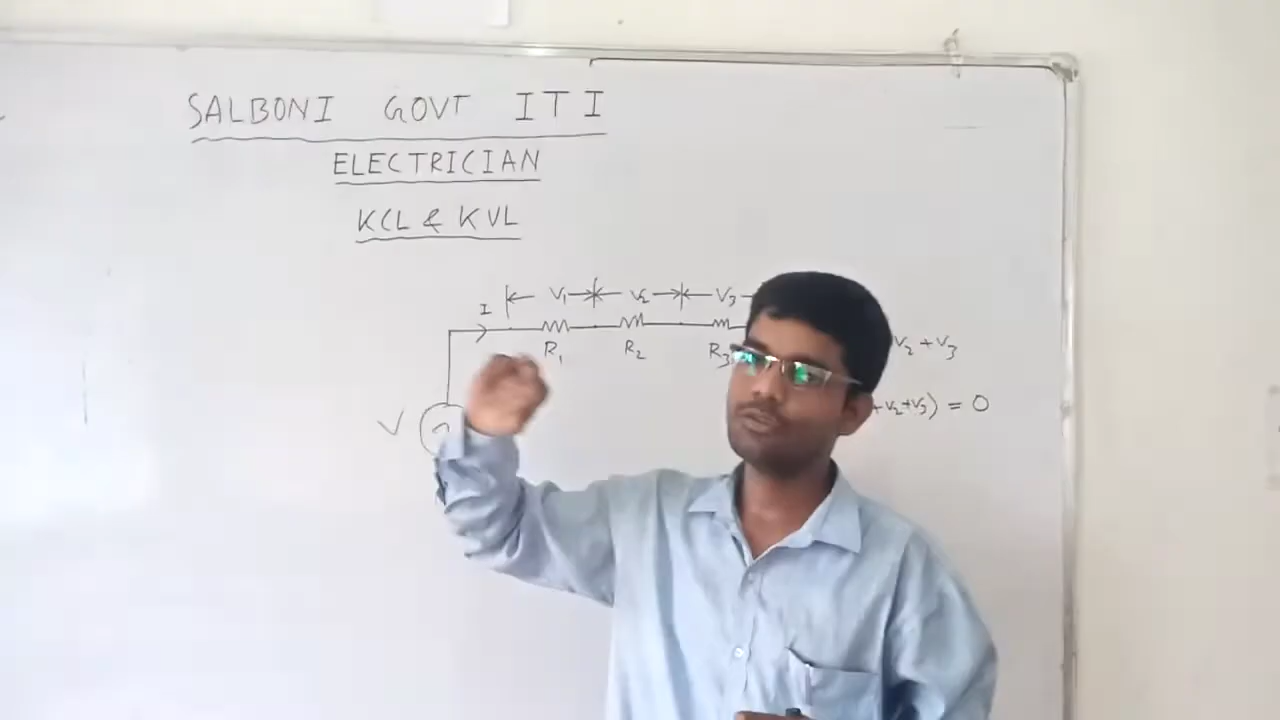 SALBONI GOVT ITI
ELECTRICIAN
KCL & KVL
V₁ V₂ V₃
I
R₁ R₂ R₃
V₂ + V₃
+ V₂ + V₃) = 0
V